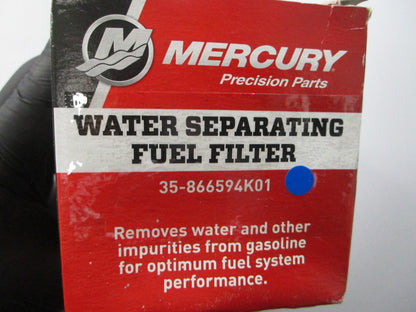 MERCURY
Precision Parts
WATER SEPARATING
FUEL FILTER
35-866594K01
Removes water and other
impurities from gasoline
for optimum fuel system
performance.